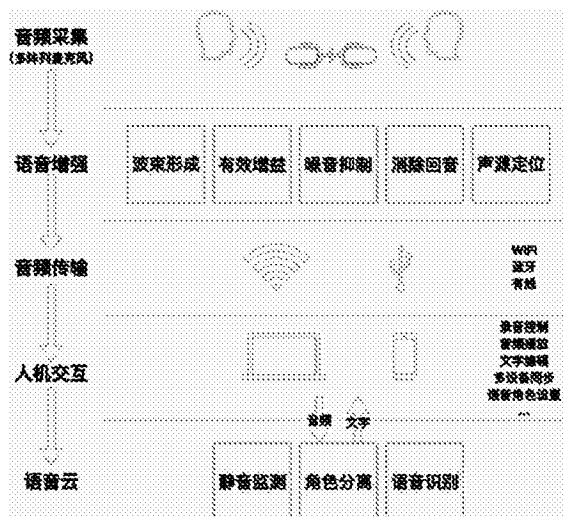 音频采集
(多阵列麦克风)
语音增强
波束形成
有效增益
噪音抑制
消除回音
声源定位
音频传输
WIFI
蓝牙
有线
人机交互
录音控制
音频播放
文字编辑
多设备同步
语音角色设置
...
音频
文字
语音云
静音监测
角色分离
语音识别